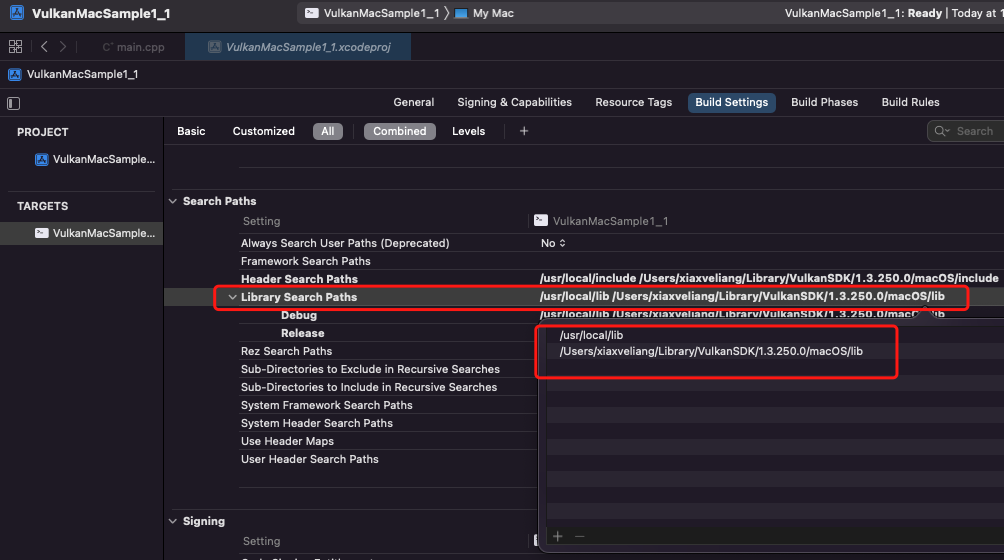 VulkanMacSample1_1
VulkanMacSample1_1 〉 My Mac
VulkanMacSample1_1: Ready | Today at 1
main.cpp
VulkanMacSample1_1.xcodeproj
VulkanMacSample1_1
General Signing & Capabilities Resource Tags Build Settings Build Phases Build Rules
PROJECT
VulkanMacSample...
TARGETS
VulkanMacSample...
Basic Customized All Combined Levels + Search
Search Paths
Setting VulkanMacSample1_1
Always Search User Paths (Deprecated) No
Framework Search Paths
Header Search Paths /usr/local/include /Users/xiaxveliang/Library/VulkanSDK/1.3.250.0/macOS/include
Library Search Paths /usr/local/lib /Users/xiaxveliang/Library/VulkanSDK/1.3.250.0/macOS/lib
Debug /usr/local/lib /Users/xiaxveliang/Library/VulkanSDK/1.3.250.0/macOS/lib
Release
/usr/local/lib
/Users/xiaxveliang/Library/VulkanSDK/1.3.250.0/macOS/lib
Rez Search Paths
Sub-Directories to Exclude in Recursive Searches
Sub-Directories to Include in Recursive Searches
System Framework Search Paths
System Header Search Paths
Use Header Maps
User Header Search Paths
Signing
Setting